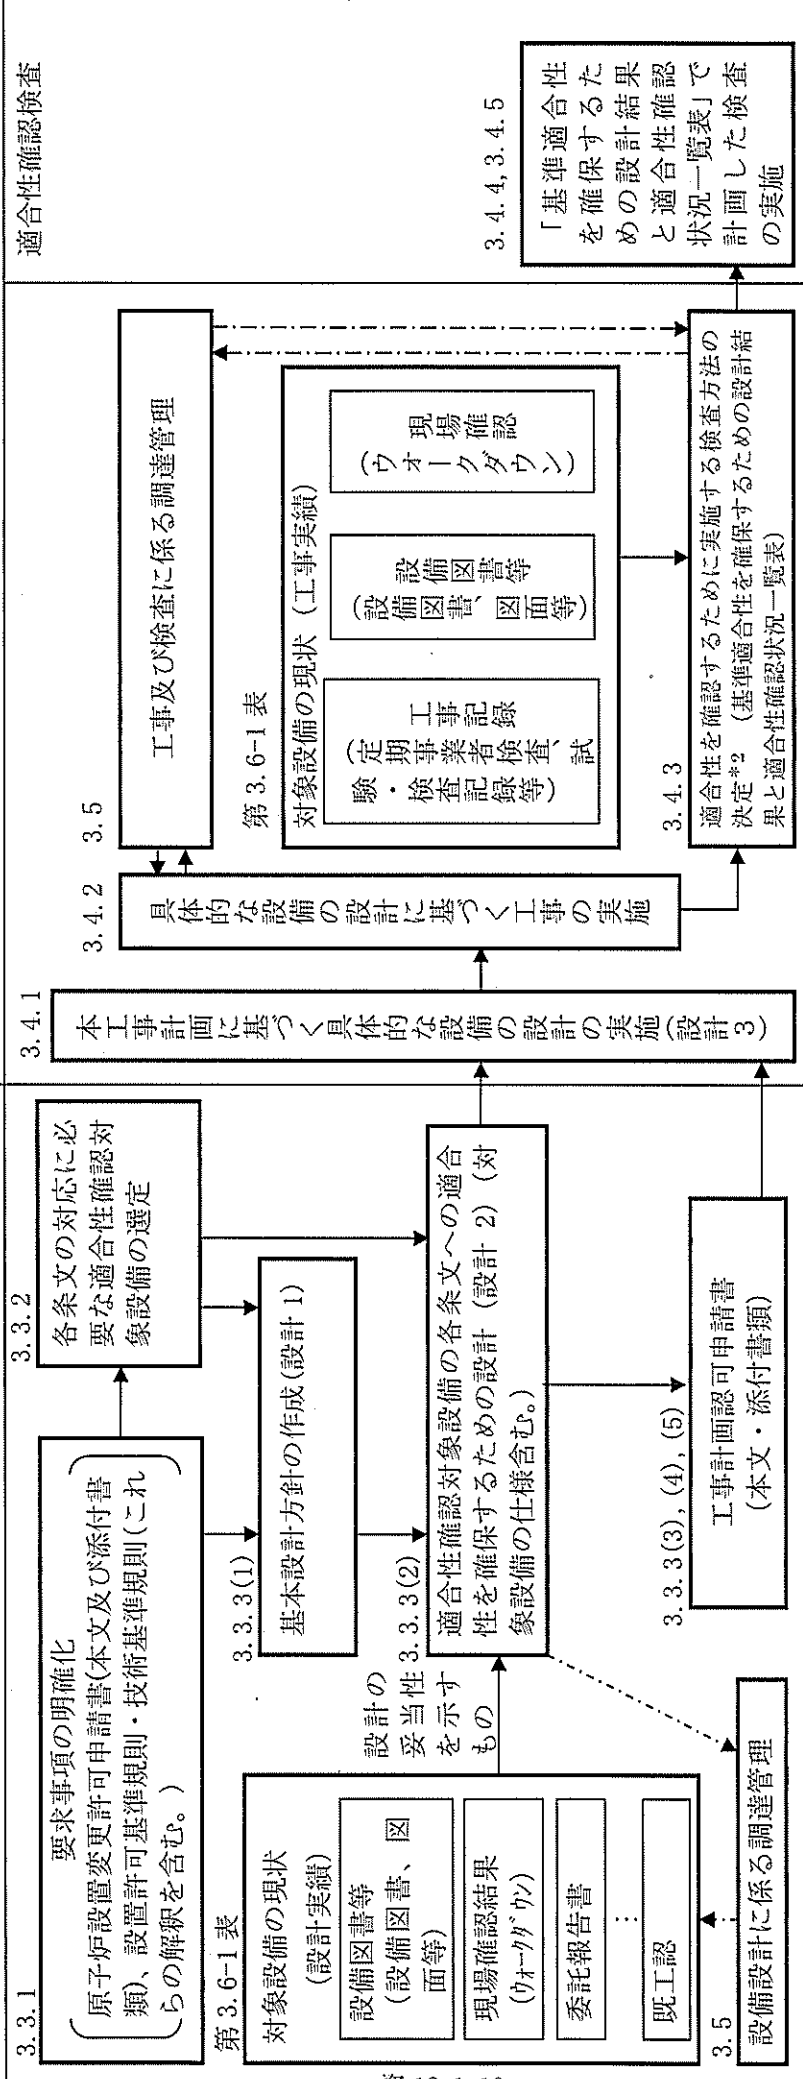 3.3.1
要求事項の明確化
原子炉設置変更許可申請書(本文及び添付書
類)、設置許可基準規則・技術基準規則(これ
らの解釈を含む。)
3.3.2
各条文の対応に必
要な適合性確認対
象設備の選定
3.3.3(1)
基本設計方針の作成(設計1)
第3.6-1表
対象設備の現状
(設計実績)
設備図書等
(設備図書、図
面等)
現場確認結果
(ウォークダウン)
委託報告書
⋮
既工認
設計の
妥当性
を示す
もの
3.3.3(2)
適合性確認対象設備の各条文への適合
性を確保するための設計(設計2)(対
象設備の仕様含む。)
3.3.3(3),(4),(5)
工事計画認可申請書
(本文・添付書類)
3.5
設備設計に係る調達管理
3.4.1
本工事計画に基づく具体的な設備の設計の実施(設計3)
3.4.2
具体的な設備の設計に基づく工事の実施
3.5
工事及び検査に係る調達管理
第3.6-1表
対象設備の現状(工事実績)
工事記録
(定期事業者検査、試
験・検査記録等)
設備図書等
(設備図書、図面等)
現場確認
(ウォークダウン)
3.4.3
適合性を確認するために実施する検査方法の
決定*2(基準適合性を確保するための設計結
果と適合性確認状況一覧表)
適合性確認検査
3.4.4,3.4.5
「基準適合性
を確保するた
めの設計結果
と適合性確認
状況一覧表」で
計画した検査
の実施